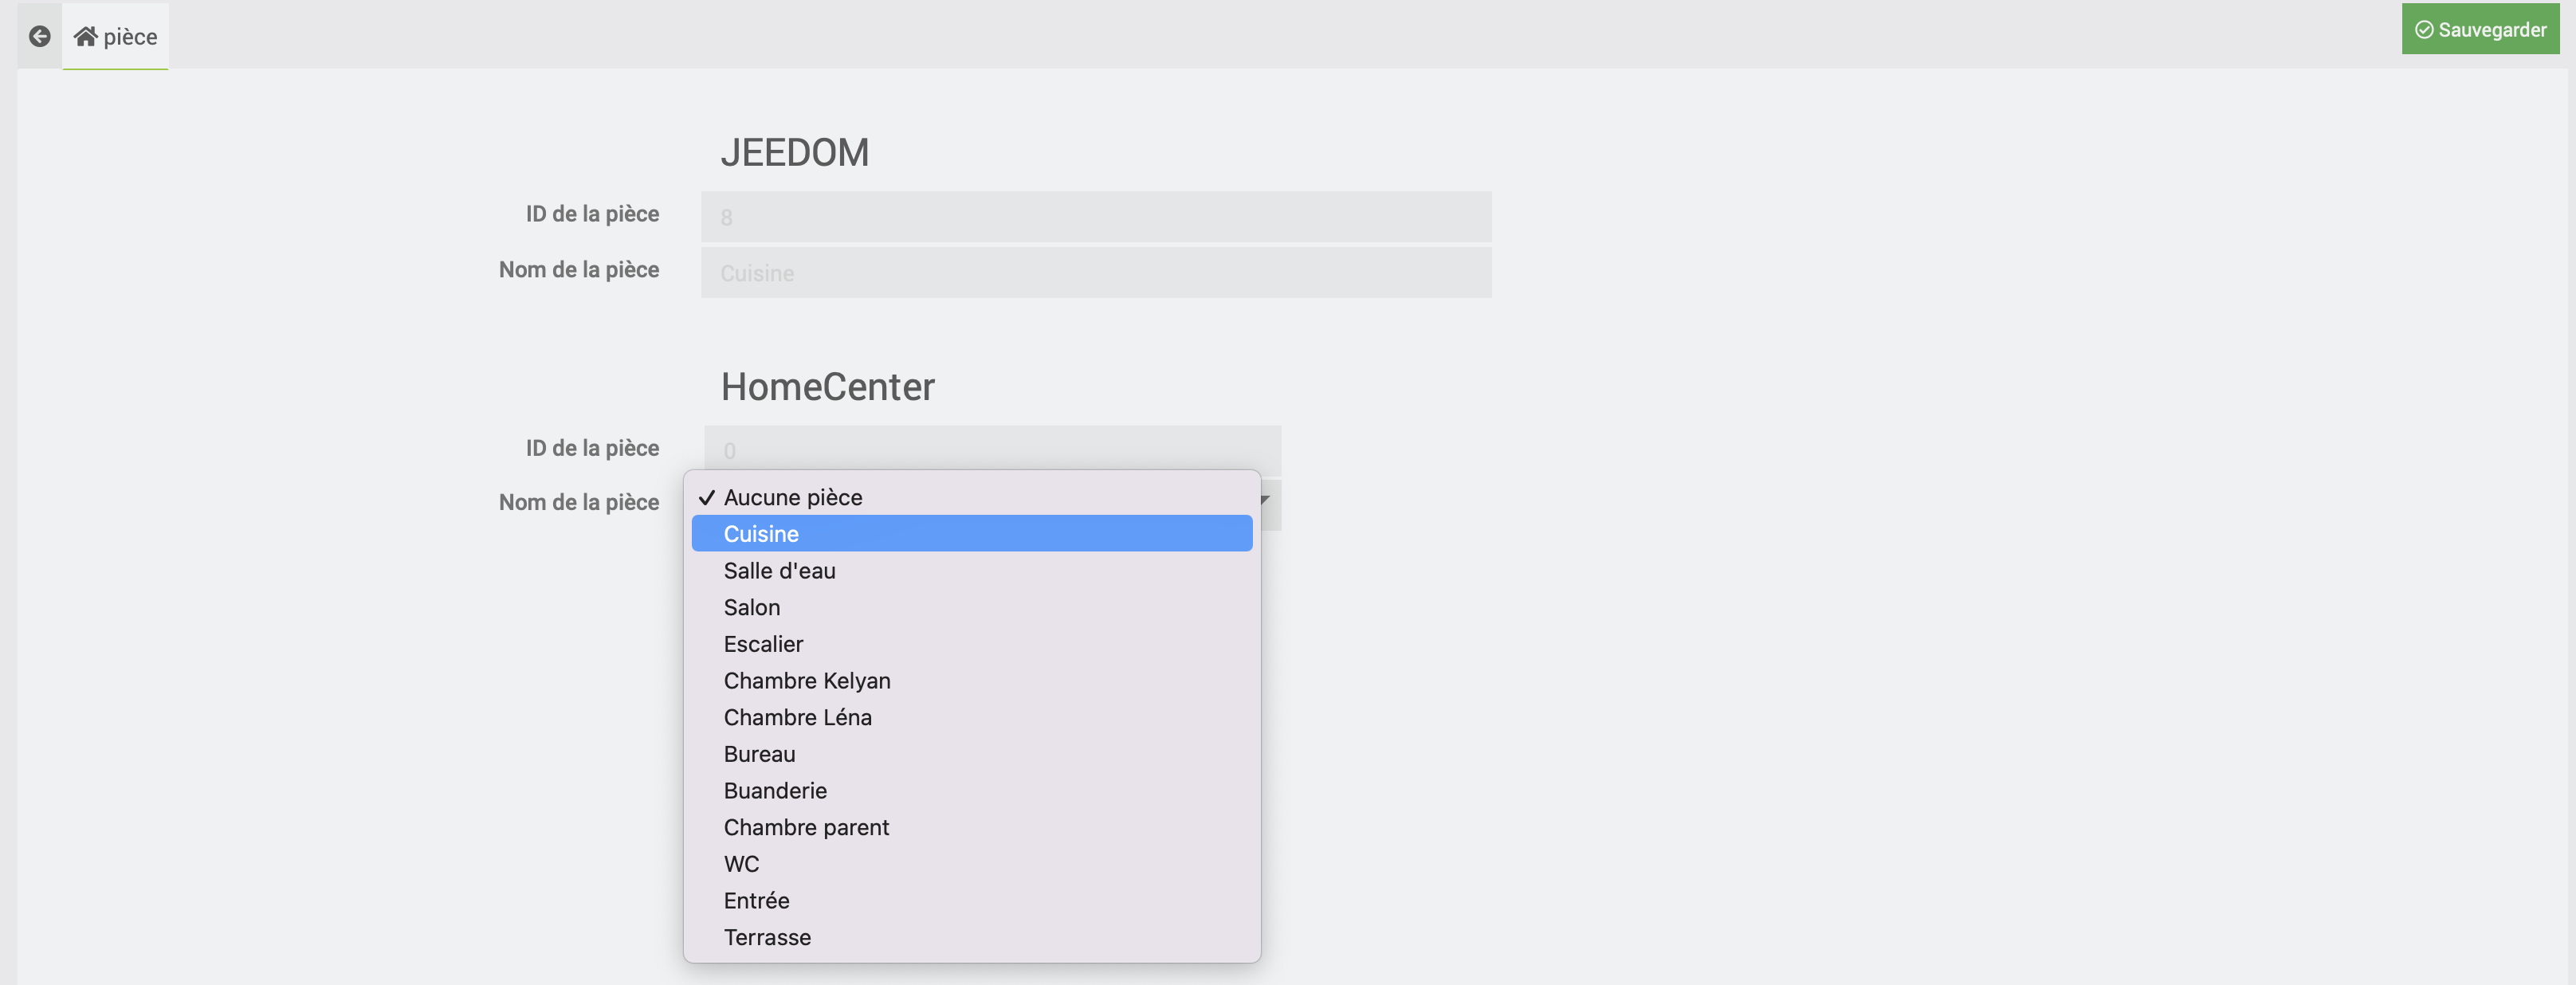 pièce
Sauvegarder
JEEDOM
ID de la pièce
8
Nom de la pièce
Cuisine
HomeCenter
ID de la pièce
0
Nom de la pièce
Aucune pièce
Cuisine
Salle d'eau
Salon
Escalier
Chambre Kelyan
Chambre Léna
Bureau
Buanderie
Chambre parent
WC
Entrée
Terrasse